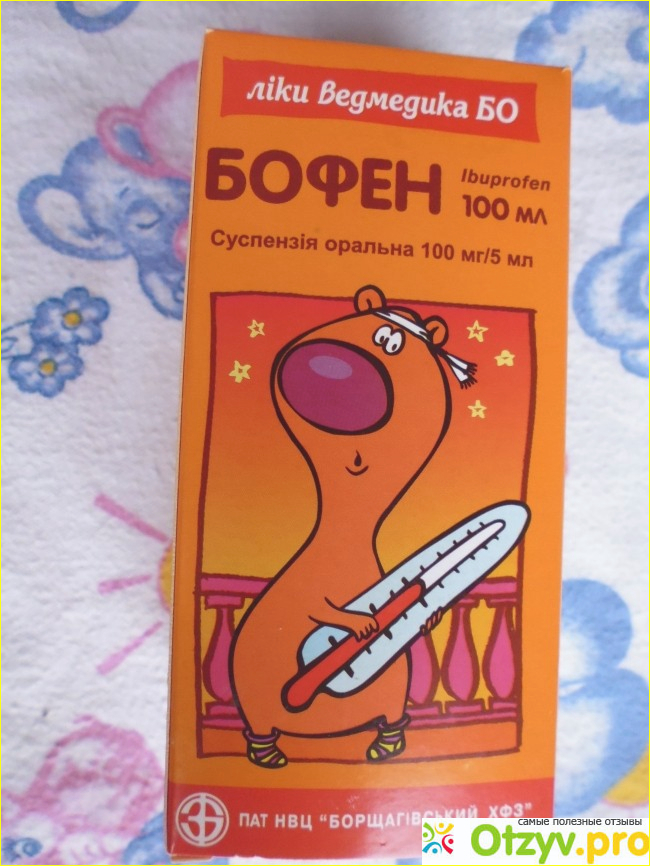 ліки Ведмедика БО
БОФЕН
Ibuprofen
100 мл
Суспензія оральна 100 мг/5 мл
ПАТ НВЦ "БОРЩАГІВСЬКИЙ ХФЗ"
самые полезные отзывы
Otzyv.pro